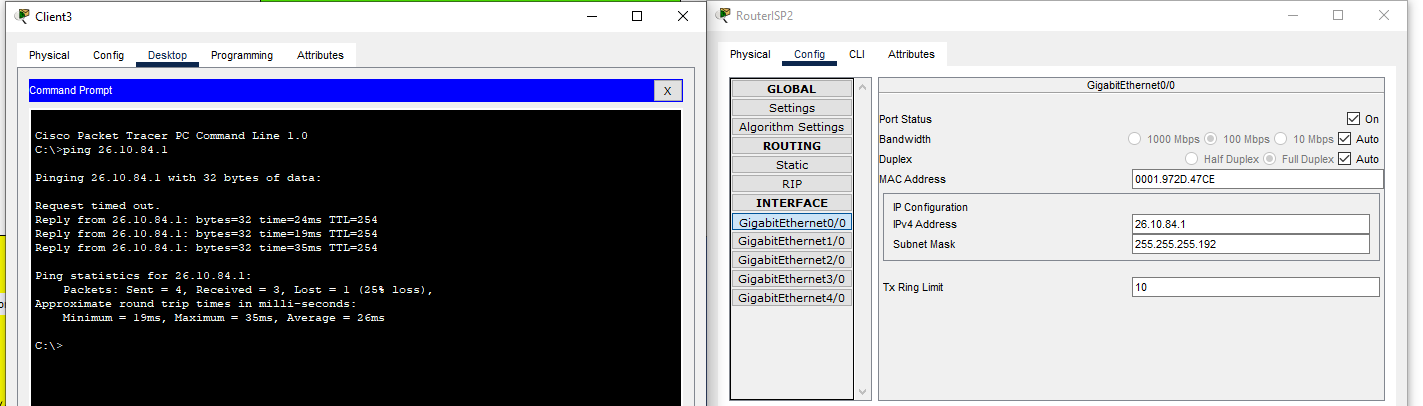 Client3
Physical Config Desktop Programming Attributes
Command Prompt
X
Cisco Packet Tracer PC Command Line 1.0
C:\>ping 26.10.84.1
Pinging 26.10.84.1 with 32 bytes of data:
Request timed out.
Reply from 26.10.84.1: bytes=32 time=24ms TTL=254
Reply from 26.10.84.1: bytes=32 time=19ms TTL=254
Reply from 26.10.84.1: bytes=32 time=35ms TTL=254
Ping statistics for 26.10.84.1:
Packets: Sent = 4, Received = 3, Lost = 1 (25% loss),
Approximate round trip times in milli-seconds:
Minimum = 19ms, Maximum = 35ms, Average = 26ms
C:\>
RouterISP2
Physical Config CLI Attributes
GLOBAL
Settings
Algorithm Settings
ROUTING
Static
RIP
INTERFACE
GigabitEthernet0/0
GigabitEthernet1/0
GigabitEthernet2/0
GigabitEthernet3/0
GigabitEthernet4/0
GigabitEthernet0/0
Port Status On
Bandwidth 1000 Mbps 100 Mbps 10 Mbps Auto
Duplex Half Duplex Full Duplex Auto
MAC Address 0001.972D.47CE
IP Configuration
IPv4 Address 26.10.84.1
Subnet Mask 255.255.255.192
Tx Ring Limit 10